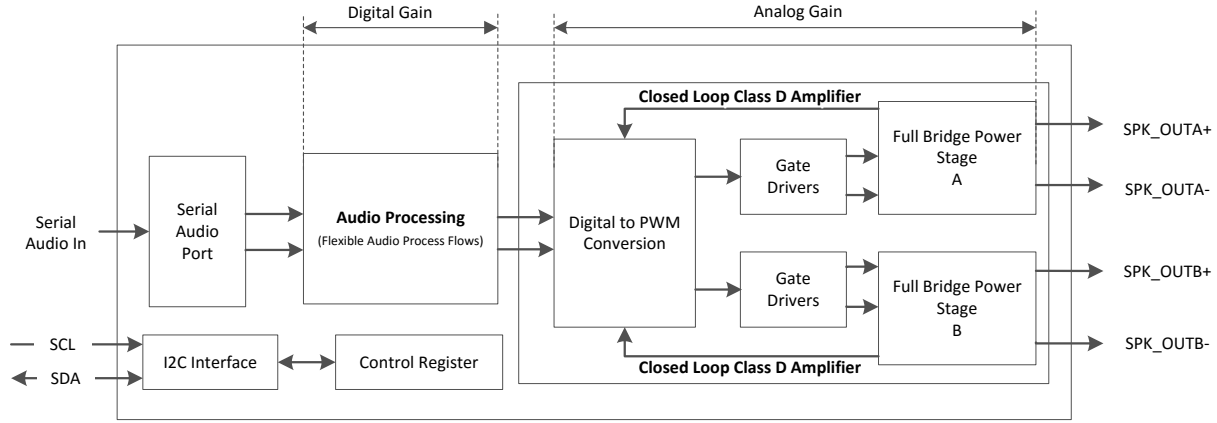 Digital Gain
Analog Gain
Closed Loop Class D Amplifier
Serial
Audio In
Serial
Audio
Port
Audio Processing
(Flexible Audio Process Flows)
Digital to PWM
Conversion
Gate
Drivers
Full Bridge Power
Stage
A
SPK_OUTA+
SPK_OUTA-
Gate
Drivers
Full Bridge Power
Stage
B
SPK_OUTB+
SPK_OUTB-
Closed Loop Class D Amplifier
SCL
SDA
I2C Interface
Control Register